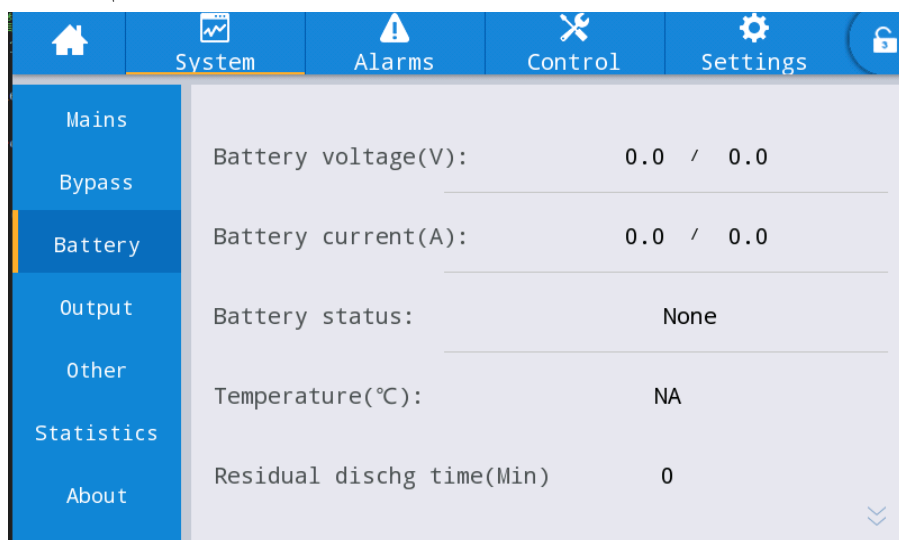 System Alarms Control Settings 3
Mains
Bypass
Battery
Output
Other
Statistics
About
Battery voltage(V): 0.0 / 0.0
Battery current(A): 0.0 / 0.0
Battery status: None
Temperature(℃): NA
Residual dischg time(Min) 0